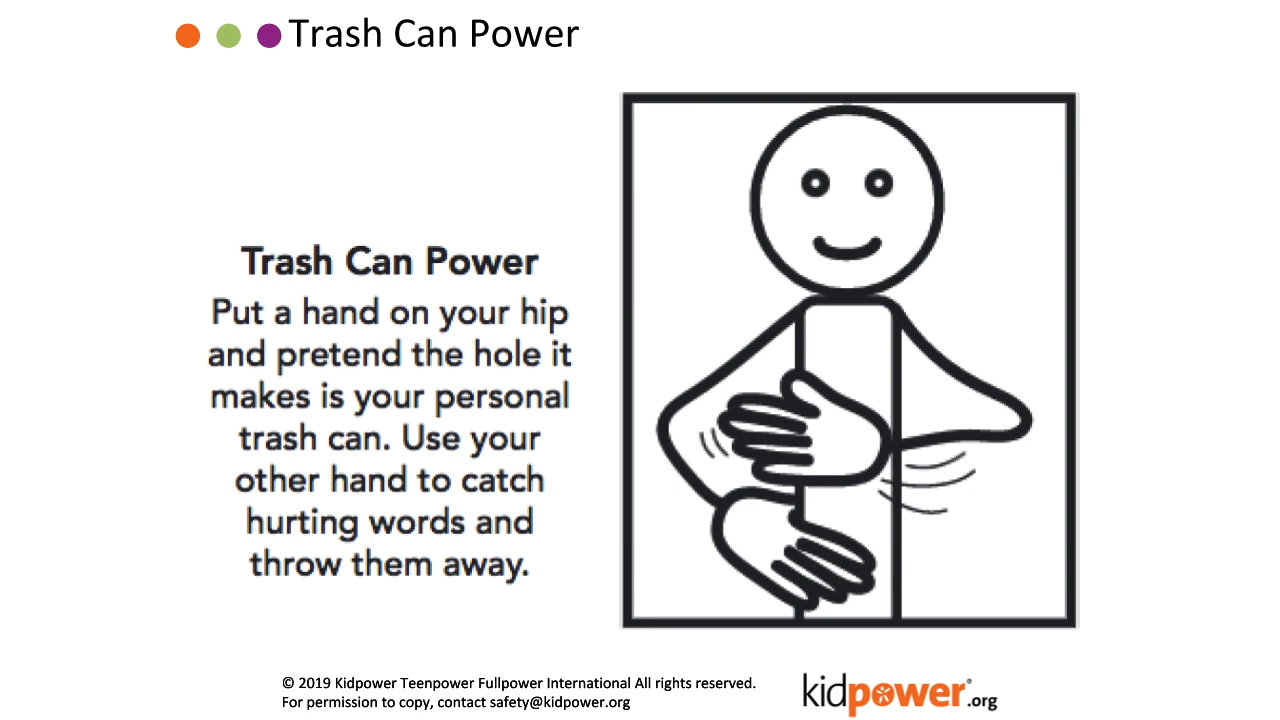 Trash Can Power
Trash Can Power
Put a hand on your hip
and pretend the hole it
makes is your personal
trash can. Use your
other hand to catch
hurting words and
throw them away.
© 2019 Kidpower Teenpower Fullpower International All rights reserved.
For permission to copy, contact safety@kidpower.org
kidpower®.org